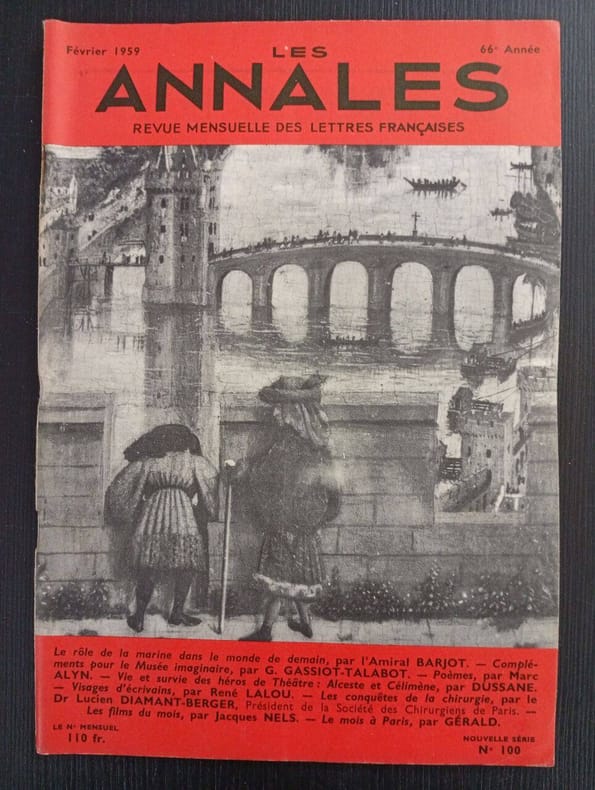 Février 1959
LES
66e Année
ANNALES
REVUE MENSUELLE DES LETTRES FRANÇAISES
Le rôle de la marine dans le monde de demain, par l'Amiral BARJOT. — Complé-
ments pour le Musée imaginaire, par G. GASSIOT-TALABOT. — Poèmes, par Marc
ALYN. — Vie et survie des héros de Théâtre : Alceste et Célimène, par DUSSANE.
— Visages d'écrivains, par René LALOU. — Les conquêtes de la chirurgie, par le
Dr Lucien DIAMANT-BERGER, Président de la Société des Chirurgiens de Paris. —
Les films du mois, par Jacques NELS. — Le mois à Paris, par GÉRALD.
LE No MENSUEL
110 fr.
NOUVELLE SÉRIE
No 100